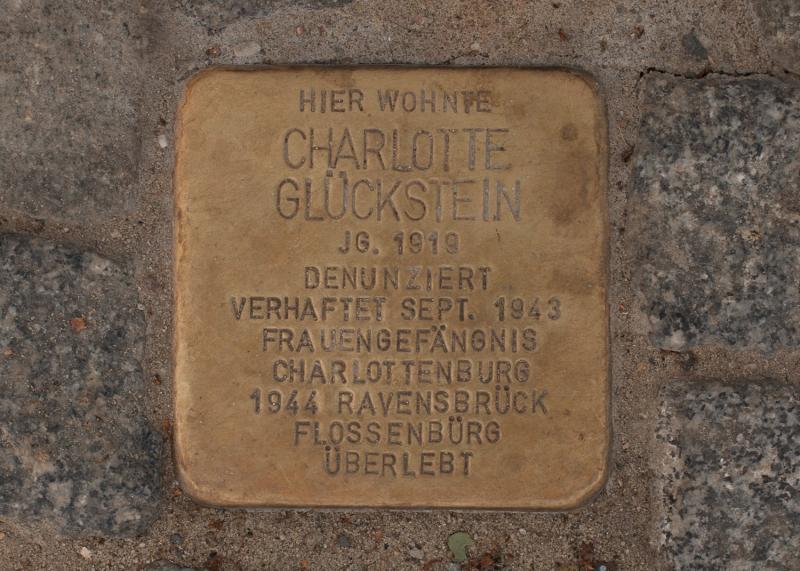 HIER WOHNTE
CHARLOTTE
GLÜCKSTEIN
JG. 1919
DENUNZIERT
VERHAFTET SEPT. 1943
FRAUENGEFÄNGNIS
CHARLOTTENBURG
1944 RAVENSBRÜCK
FLOSSENBÜRG
ÜBERLEBT